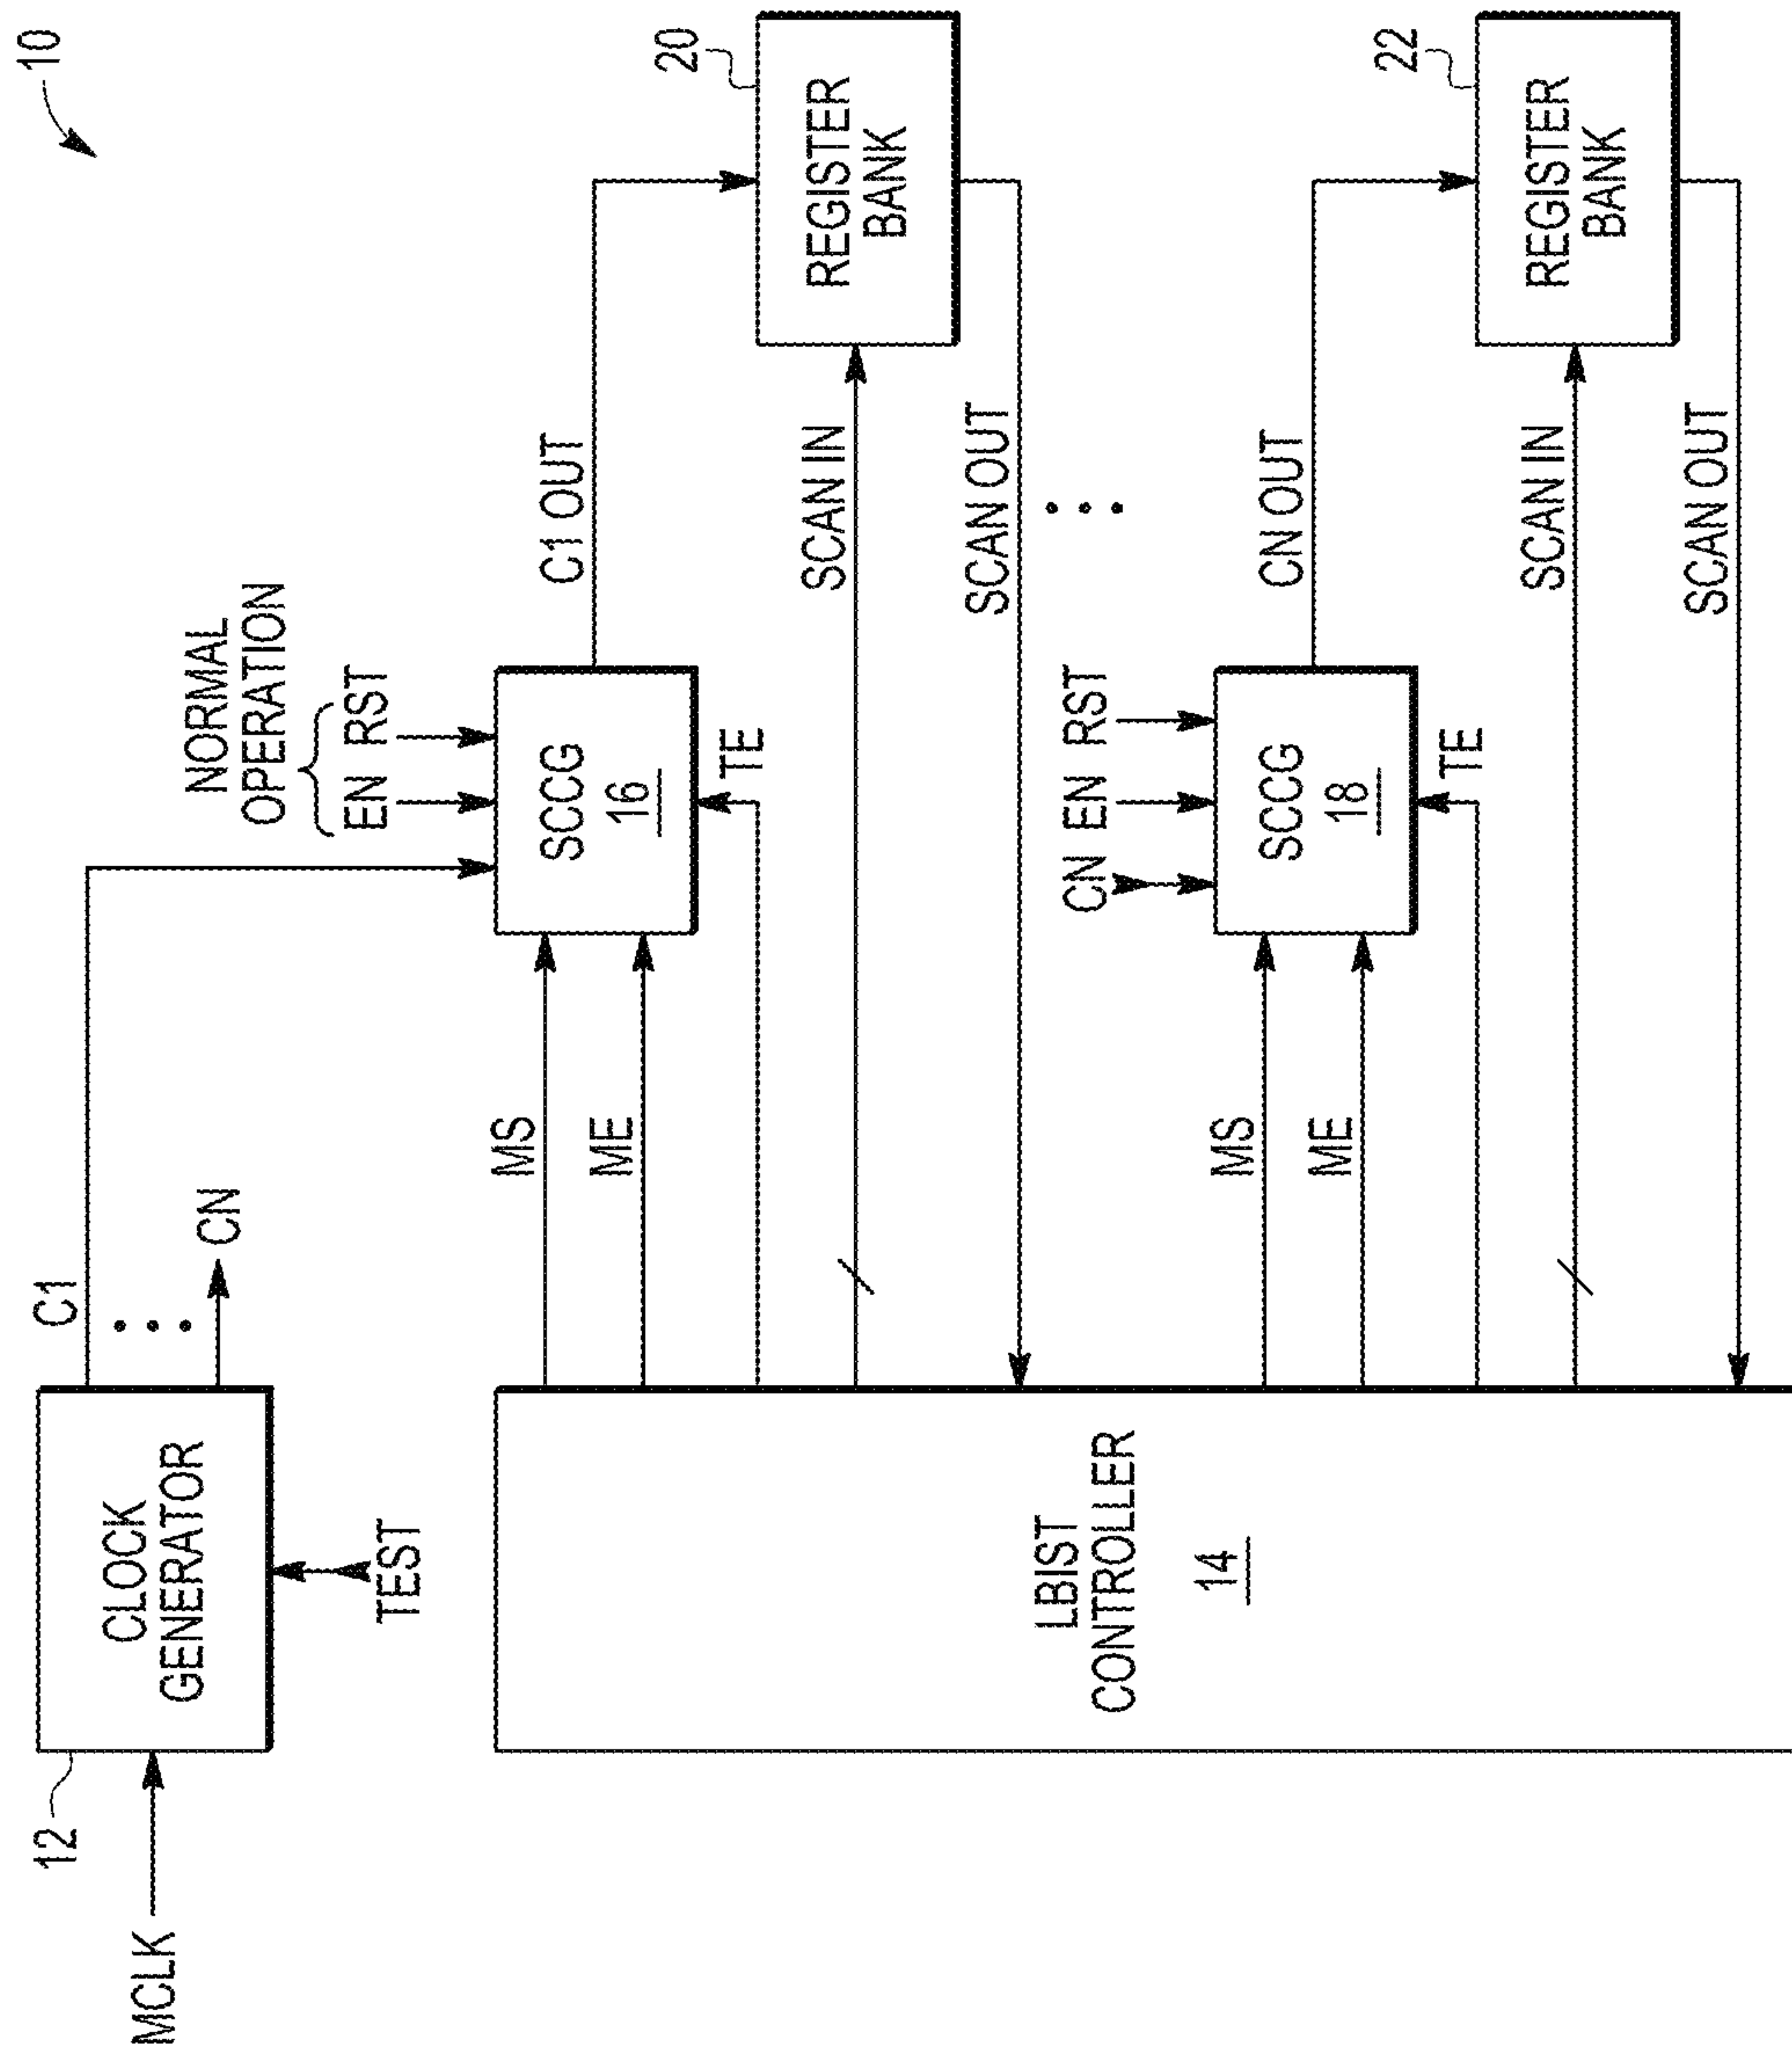 10
MCLK
12
CLOCK
GENERATOR
TEST
C1
CN
NORMAL
OPERATION
EN RST
LBIST
CONTROLLER
14
MS
ME
SCCG
16
TE
C1 OUT
SCAN IN
SCAN OUT
20
REGISTER
BANK
MS
ME
CN EN RST
SCCG
18
TE
CN OUT
SCAN IN
SCAN OUT
22
REGISTER
BANK